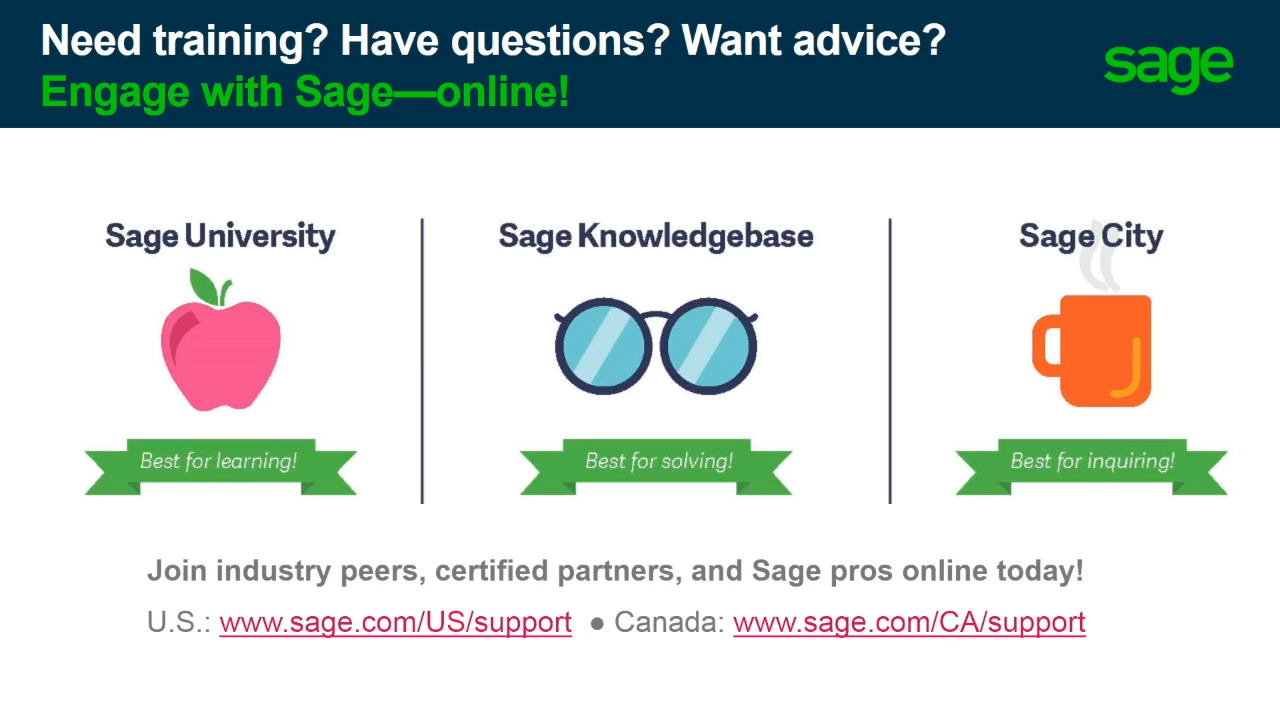 Need training? Have questions? Want advice?
Engage with Sage—online!
sage
Sage University
Sage Knowledgebase
Sage City
Best for learning!
Best for solving!
Best for inquiring!
Join industry peers, certified partners, and Sage pros online today!
U.S.: www.sage.com/US/support ● Canada: www.sage.com/CA/support